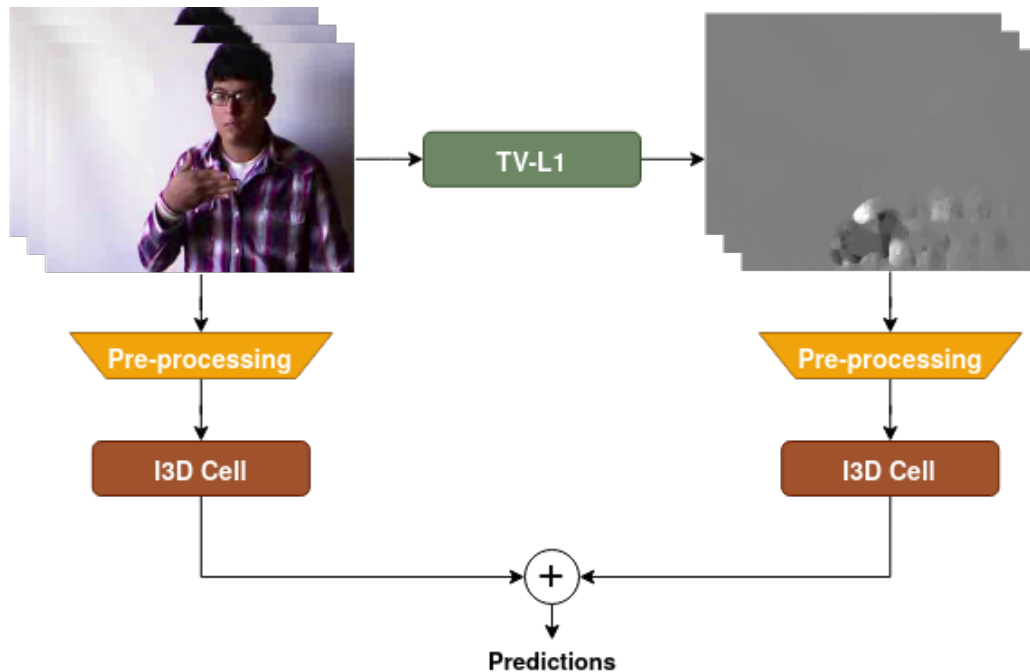 TV-L1
Pre-processing
Pre-processing
I3D Cell
I3D Cell
+
Predictions